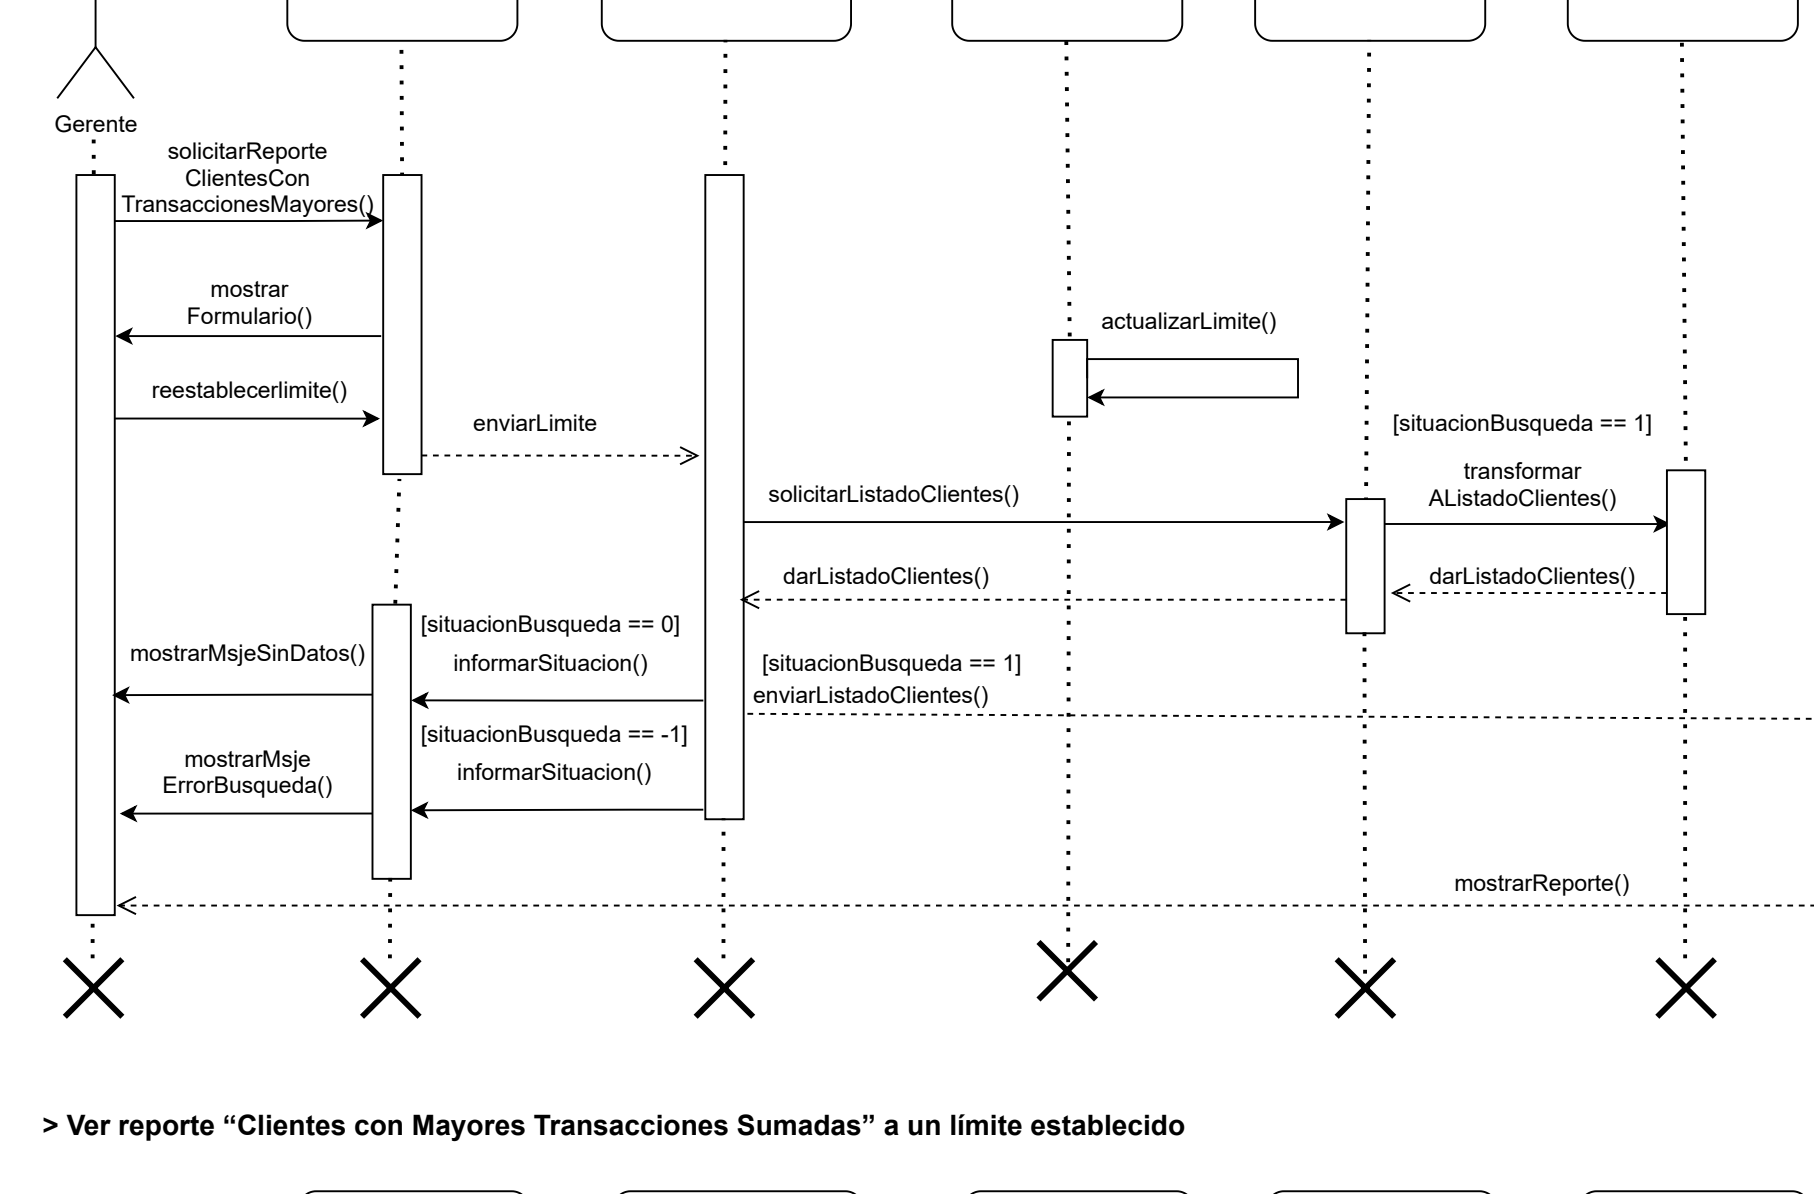 Gerente
solicitarReporte
ClientesCon
TransaccionesMayores()
mostrar
Formulario()
actualizarLimite()
reestablecerlimite()
enviarLimite
[situacionBusqueda == 1]
transformar
AListadoClientes()
solicitarListadoClientes()
darListadoClientes()
darListadoClientes()
[situacionBusqueda == 0]
mostrarMsjeSinDatos()
informarSituacion()
[situacionBusqueda == 1]
enviarListadoClientes()
[situacionBusqueda == -1]
mostrarMsje
ErrorBusqueda()
informarSituacion()
mostrarReporte()
> Ver reporte “Clientes con Mayores Transacciones Sumadas” a un límite establecido